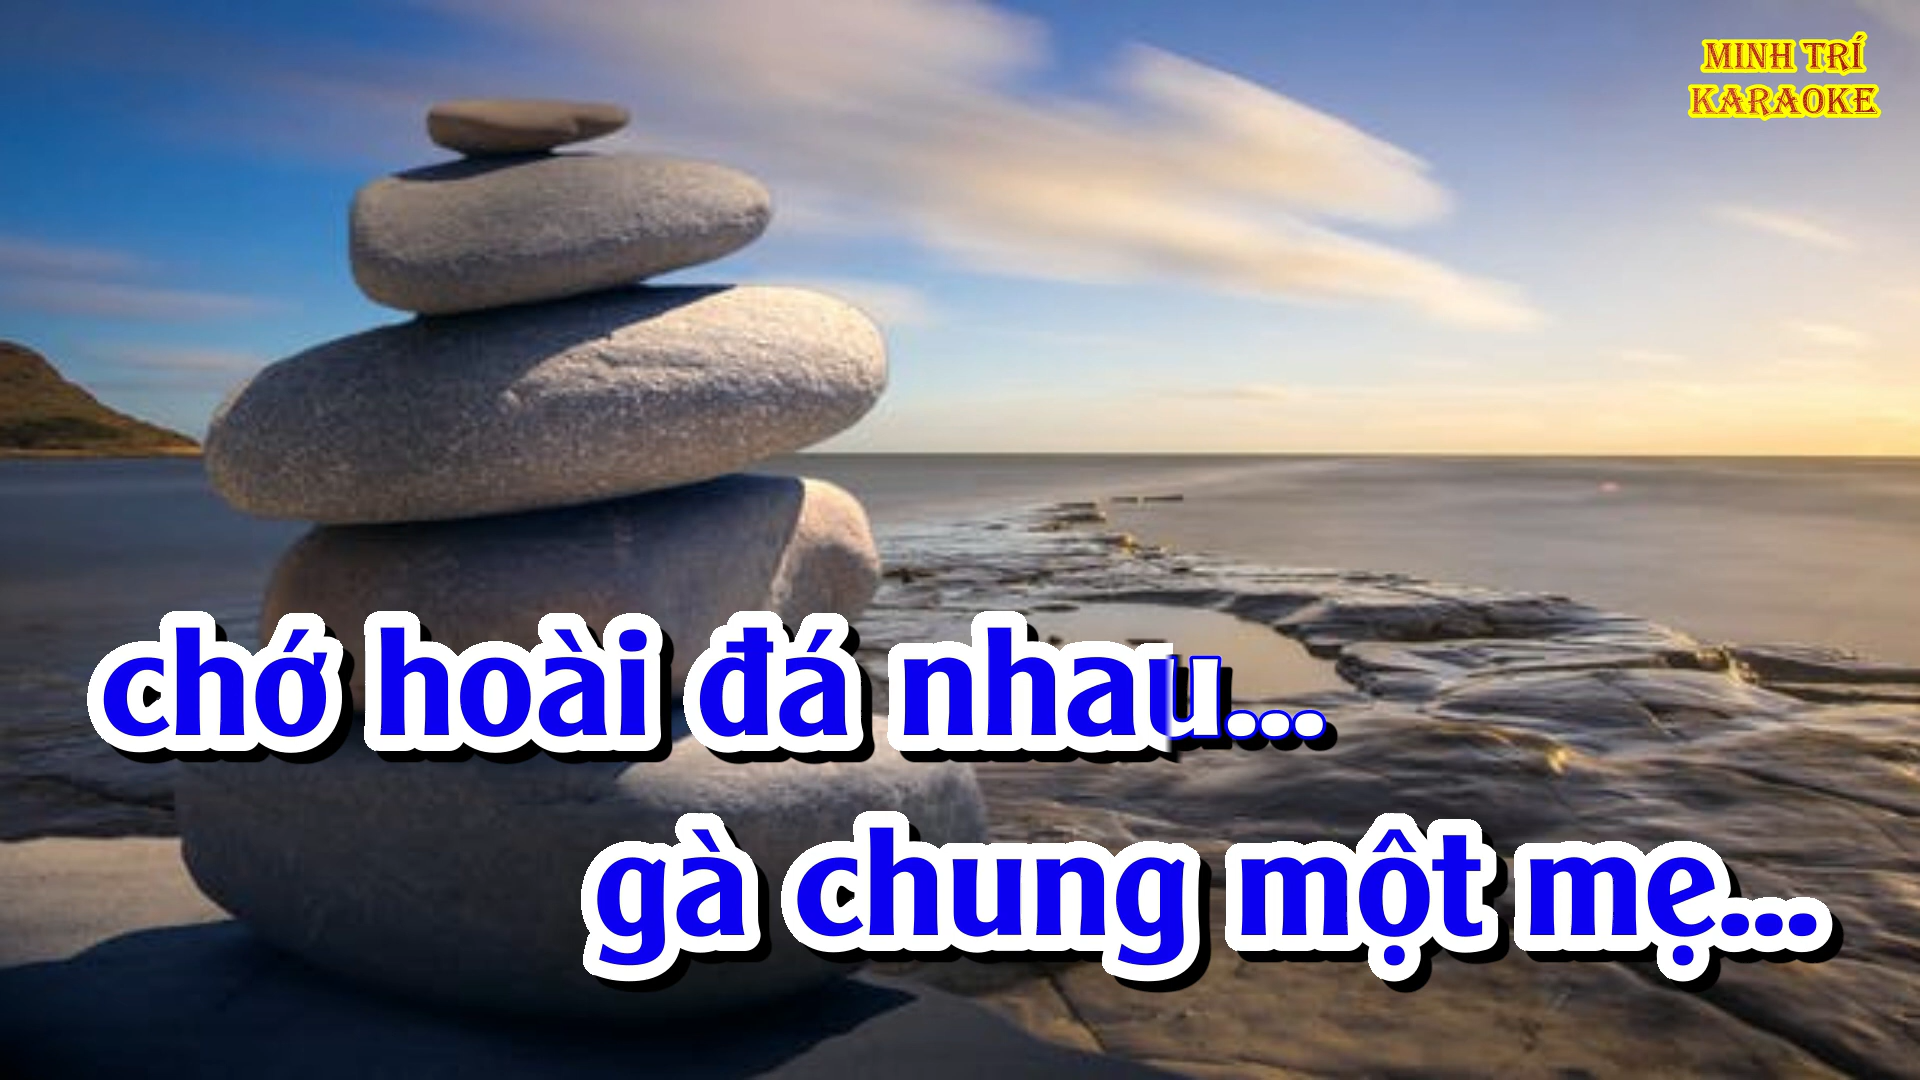 MINH TRÍ
KARAOKE
chớ hoài đá nhau...
gà chung một mẹ...